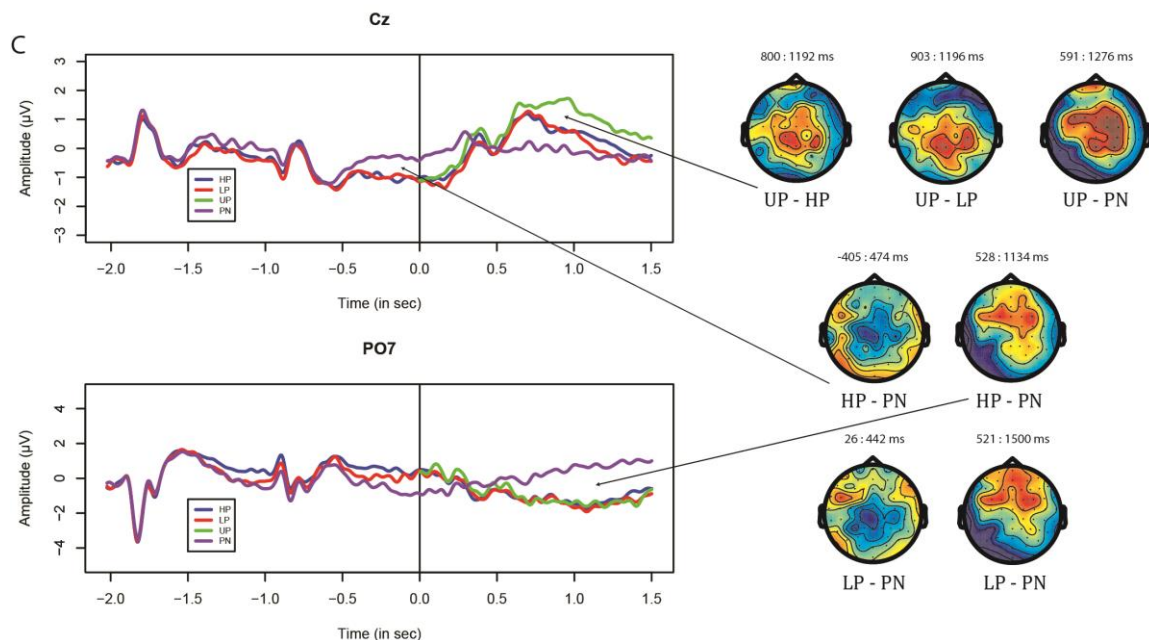 C
Cz
Amplitude (µV)
3
2
1
0
−1
−2
−3
HP
LP
UP
PN
−2.0 −1.5 −1.0 −0.5 0.0 0.5 1.0 1.5
Time (in sec)
PO7
Amplitude (µV)
4
2
0
−2
−4
HP
LP
UP
PN
−2.0 −1.5 −1.0 −0.5 0.0 0.5 1.0 1.5
Time (in sec)
800 : 1192 ms 903 : 1196 ms 591 : 1276 ms
UP - HP UP - LP UP - PN
-405 : 474 ms 528 : 1134 ms
HP - PN HP - PN
26 : 442 ms 521 : 1500 ms
LP - PN LP - PN